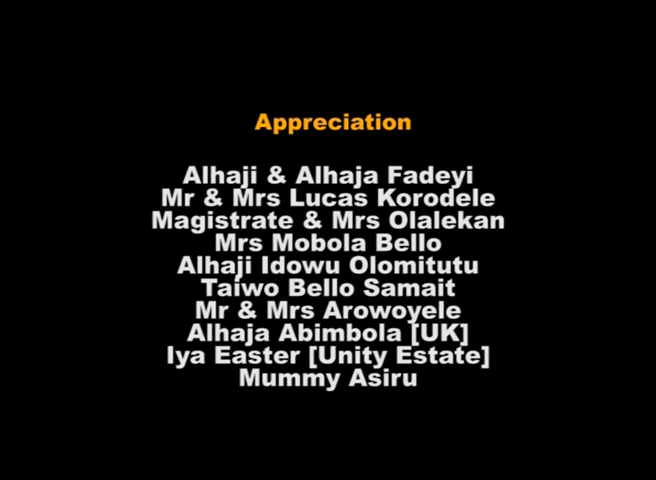 Appreciation
Alhaji & Alhaja Fadeyi
Mr & Mrs Lucas Korodele
Magistrate & Mrs Olalekan
Mrs Mobola Bello
Alhaji Idowu Olomitutu
Taiwo Bello Samait
Mr & Mrs Arowoyele
Alhaja Abimbola [UK]
Iya Easter [Unity Estate]
Mummy Asiru